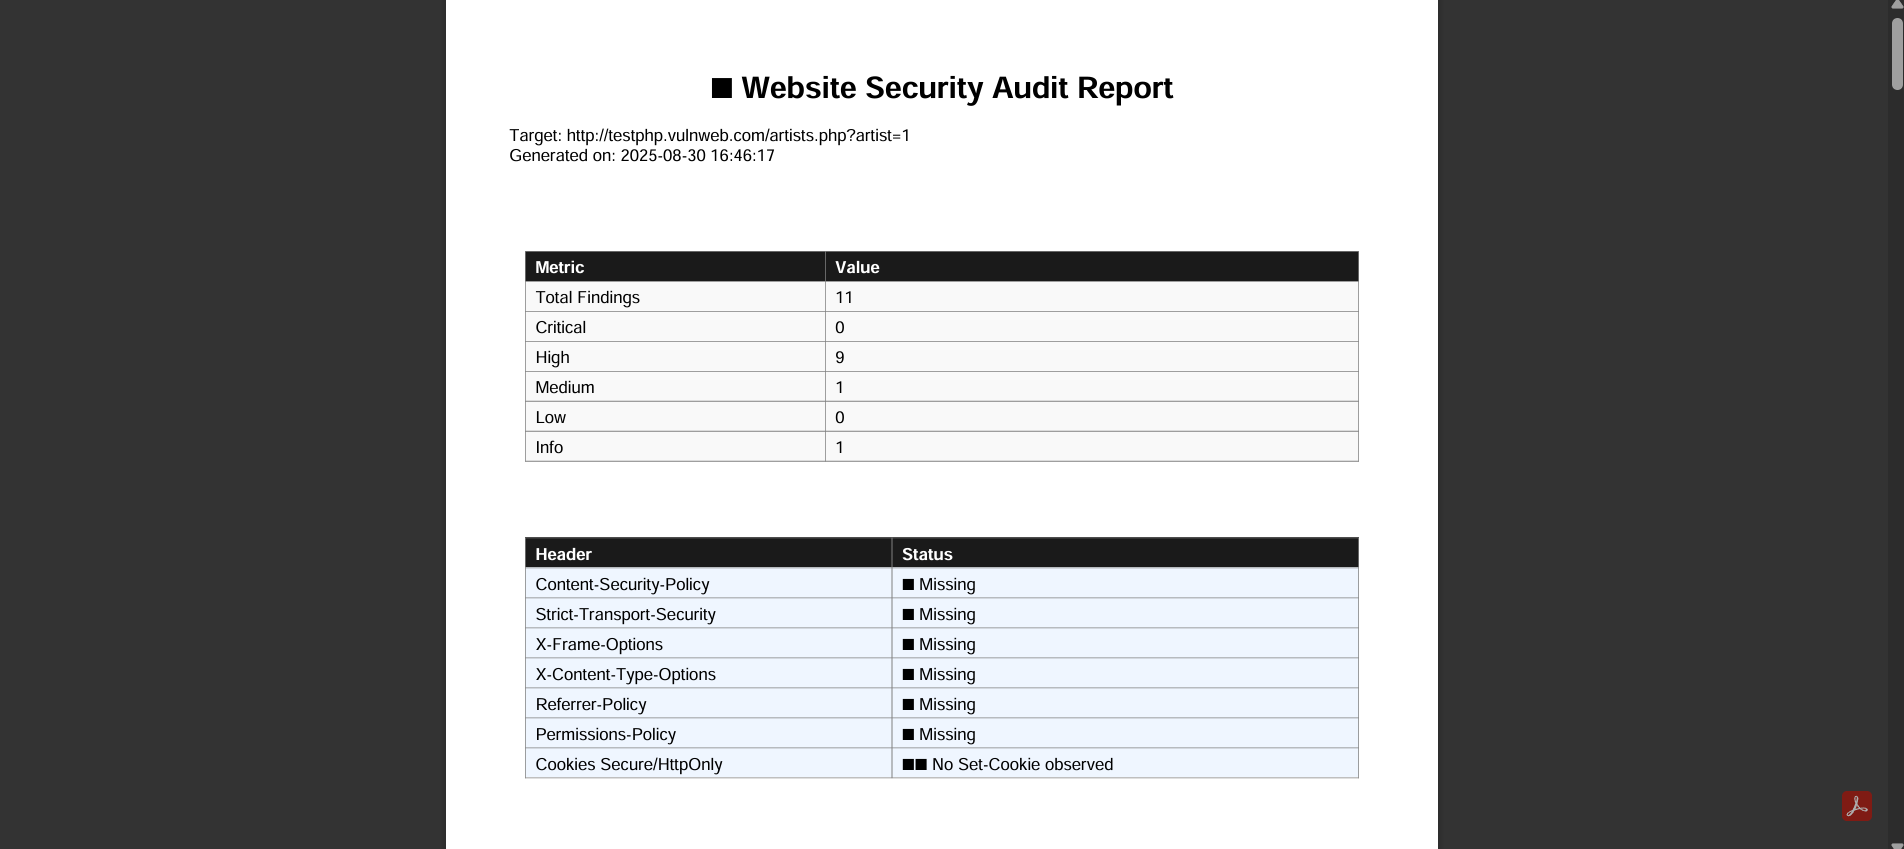 ■ Website Security Audit Report
Target: http://testphp.vulnweb.com/artists.php?artist=1
Generated on: 2025-08-30 16:46:17
Metric Value
Total Findings 11
Critical 0
High 9
Medium 1
Low 0
Info 1
Header Status
Content-Security-Policy ■ Missing
Strict-Transport-Security ■ Missing
X-Frame-Options ■ Missing
X-Content-Type-Options ■ Missing
Referrer-Policy ■ Missing
Permissions-Policy ■ Missing
Cookies Secure/HttpOnly ■■ No Set-Cookie observed